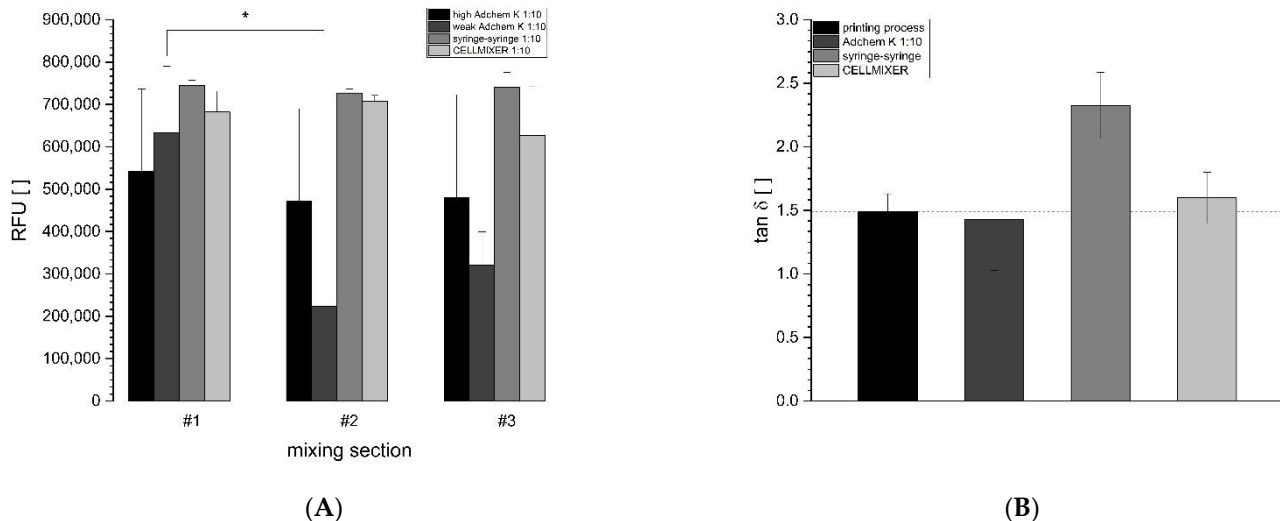 900,000
800,000
700,000
600,000
500,000
400,000
300,000
200,000
100,000
0
RFU [ ]
*
high Adchem K 1:10
weak Adchem K 1:10
syringe-syringe 1:10
CELLMIXER 1:10
#1
#2
#3
mixing section
(A)
3.0
2.5
2.0
1.5
1.0
0.5
0.0
tan δ [ ]
printing process
Adchem K 1:10
syringe-syringe
CELLMIXER
(B)